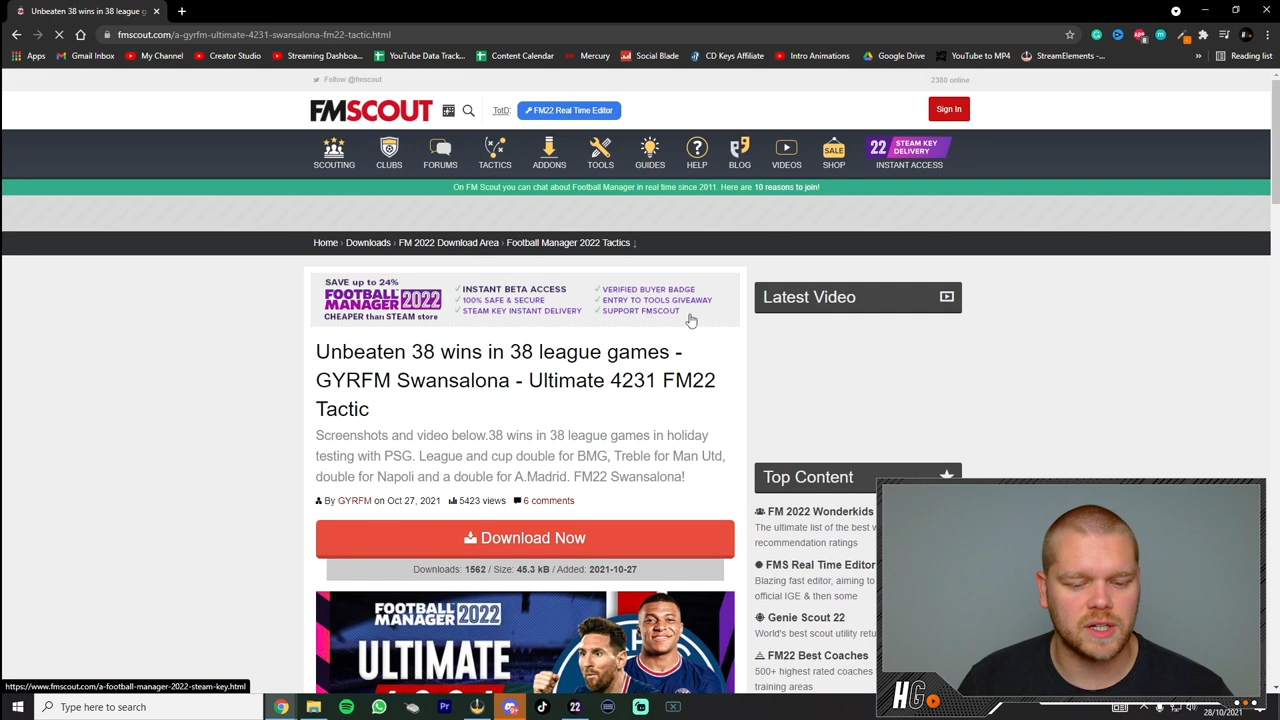 Unbeaten 38 wins in 38 league g
fmscout.com/a-gyrfm-ultimate-4231-swansalona-fm22-tactic.html
Apps Gmail Inbox My Channel Creator Studio Streaming Dashboa... YouTube Data Track... Content Calendar Mercury Social Blade CD Keys Affiliate Intro Animations Google Drive YouTube to MP4 StreamElements -... » Reading list
Follow @fmscout 2380 online
FMSCOUT TotD: FM22 Real Time Editor Sign In
SCOUTING CLUBS FORUMS TACTICS ADDONS TOOLS GUIDES HELP BLOG VIDEOS SALE SHOP 22 STEAM KEY DELIVERY INSTANT ACCESS
On FM Scout you can chat about Football Manager in real time since 2011. Here are 10 reasons to join!
Home › Downloads › FM 2022 Download Area › Football Manager 2022 Tactics ↓
SAVE up to 24%
FOOTBALL MANAGER 2022
CHEAPER than STEAM store
✓ INSTANT BETA ACCESS
✓ 100% SAFE & SECURE
✓ STEAM KEY INSTANT DELIVERY
✓ VERIFIED BUYER BADGE
✓ ENTRY TO TOOLS GIVEAWAY
✓ SUPPORT FMSCOUT
Unbeaten 38 wins in 38 league games -
GYRFM Swansalona - Ultimate 4231 FM22
Tactic
Screenshots and video below.38 wins in 38 league games in holiday
testing with PSG. League and cup double for BMG, Treble for Man Utd,
double for Napoli and a double for A.Madrid. FM22 Swansalona!
By GYRFM on Oct 27, 2021 5423 views 6 comments
Download Now
Downloads: 1562 / Size: 45.3 kB / Added: 2021-10-27
FOOTBALL MANAGER 2022
ULTIMATE
Latest Video
Top Content
FM 2022 Wonderkids
The ultimate list of the best w
recommendation ratings
FMS Real Time Editor
Blazing fast editor, aiming to
official IGE & then some
Genie Scout 22
World's best scout utility retu
FM22 Best Coaches
500+ highest rated coaches
training areas
HG
https://www.fmscout.com/a-football-manager-2022-steam-key.html
Type here to search
22
28/10/2021